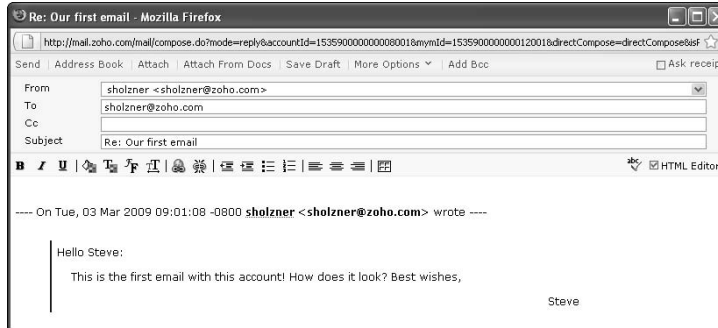 Re: Our first email - Mozilla Firefox
http://mail.zoho.com/mail/compose.do?mode=reply&accountId=1535900000000080018&mymId=1535900000000012001&directCompose=directCompose&isF
Send | Address Book | Attach | Attach From Docs | Save Draft | More Options | Add Bcc Ask receip
From sholzner <sholzner@zoho.com>
To sholzner@zoho.com
Cc
Subject Re: Our first email
B I U abc HTML Editor
---- On Tue, 03 Mar 2009 09:01:08 -0800 sholzner <sholzner@zoho.com> wrote ----
Hello Steve:
This is the first email with this account! How does it look? Best wishes,
Steve